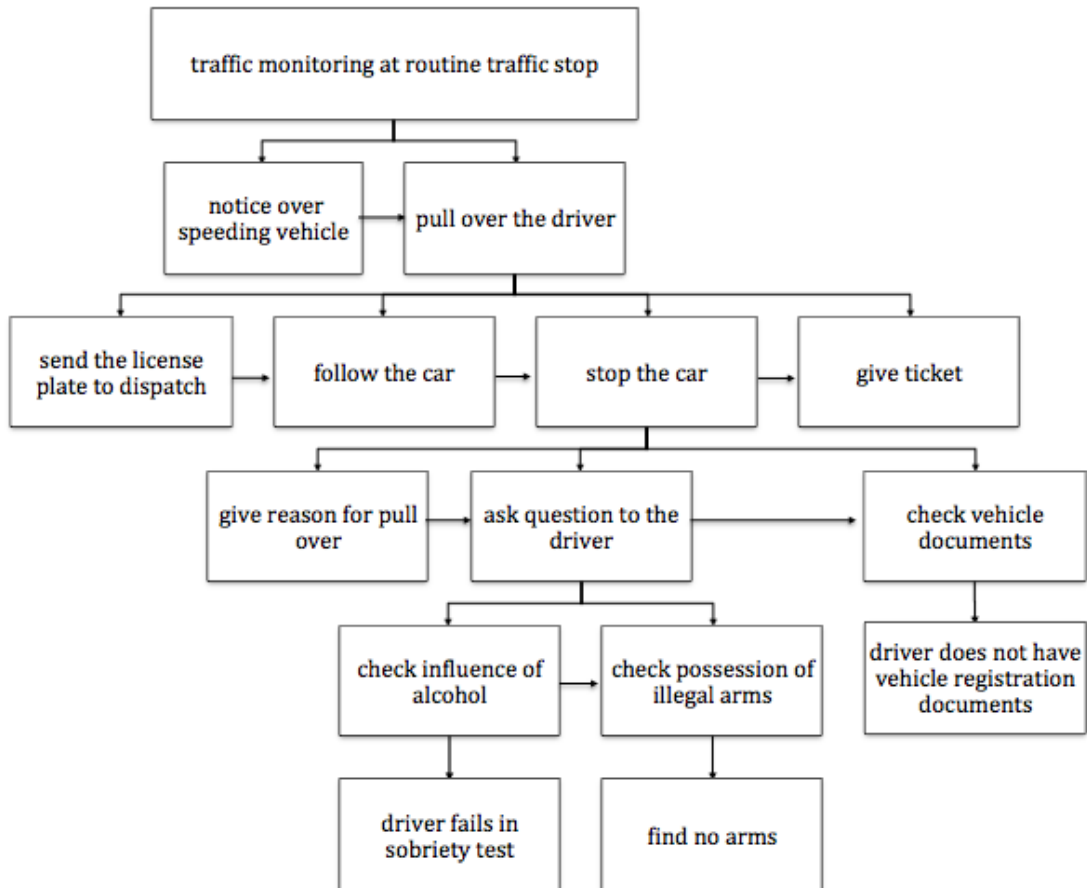 traffic monitoring at routine traffic stop
notice over
speeding vehicle
pull over the driver
send the license
plate to dispatch
follow the car
stop the car
give ticket
give reason for pull
over
ask question to the
driver
check vehicle
documents
check influence of
alcohol
check possession of
illegal arms
driver does not have
vehicle registration
documents
driver fails in
sobriety test
find no arms